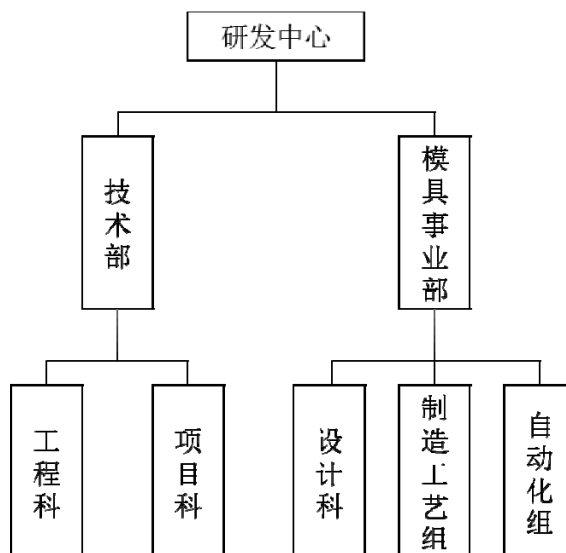 研发中心
技术部
模具事业部
工程科
项目科
设计科
制造工艺组
自动化组